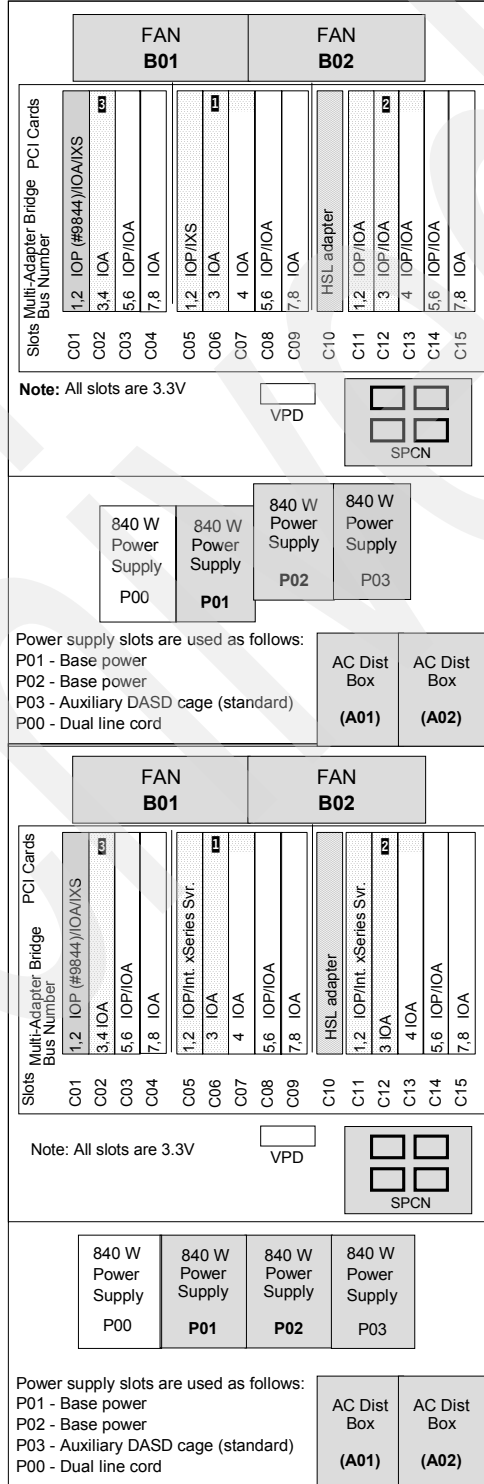 FAN
B01
FAN
B02
Slots
Multi-Adapter Bridge
Bus Number
PCI Cards
C01 1,2 IOP (#9844)/IOA/IXS
C02 3,4 IOA 3
C03 5,6 IOP/IOA
C04 7,8 IOA
C05 1,2 IOP/IXS
C06 3 IOA 1
C07 4 IOA
C08 5,6 IOP/IOA
C09 7,8 IOA
C10 HSL adapter
C11 1,2 IOP/IOA
C12 3 IOP/IOA 2
C13 4 IOP/IOA
C14 5,6 IOP/IOA
C15 7,8 IOA
Note: All slots are 3.3V
VPD
SPCN
840 W
Power
Supply
P00
840 W
Power
Supply
P01
840 W
Power
Supply
P02
840 W
Power
Supply
P03
Power supply slots are used as follows:
P01 - Base power
P02 - Base power
P03 - Auxiliary DASD cage (standard)
P00 - Dual line cord
AC Dist
Box
(A01)
AC Dist
Box
(A02)
FAN
B01
FAN
B02
Slots
Multi-Adapter Bridge
Bus Number
PCI Cards
C01 1,2 IOP (#9844)/IOA/IXS
C02 3,4 IOA 3
C03 5,6 IOP/IOA
C04 7,8 IOA
C05 1,2 IOP/Int. xSeries Svr.
C06 3 IOA 1
C07 4 IOA
C08 5,6 IOP/IOA
C09 7,8 IOA
C10 HSL adapter
C11 1,2 IOP/Int. xSeries Svr.
C12 3 IOA 2
C13 4 IOA
C14 5,6 IOP/IOA
C15 7,8 IOA
Note: All slots are 3.3V
VPD
SPCN
840 W
Power
Supply
P00
840 W
Power
Supply
P01
840 W
Power
Supply
P02
840 W
Power
Supply
P03
Power supply slots are used as follows:
P01 - Base power
P02 - Base power
P03 - Auxiliary DASD cage (standard)
P00 - Dual line cord
AC Dist
Box
(A01)
AC Dist
Box
(A02)